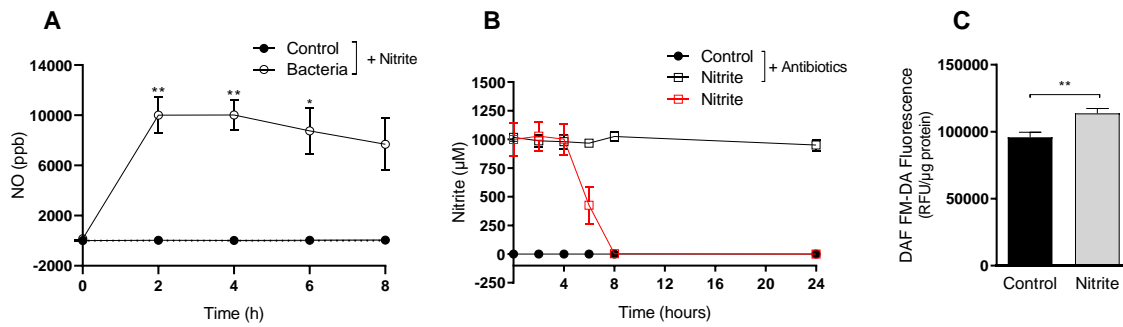 A
Control
Bacteria
+ Nitrite
14000
10000
6000
2000
-2000
NO (ppb)
**
**
*
0
2
4
6
8
Time (h)
B
Control
Nitrite
+ Antibiotics
Nitrite
1500
1250
1000
750
500
250
0
-250
Nitrite (µM)
0
4
8
12
16
20
24
Time (hours)
C
150000
100000
50000
0
DAF FM-DA Fluorescence
(RFU/µg protein)
**
Control
Nitrite